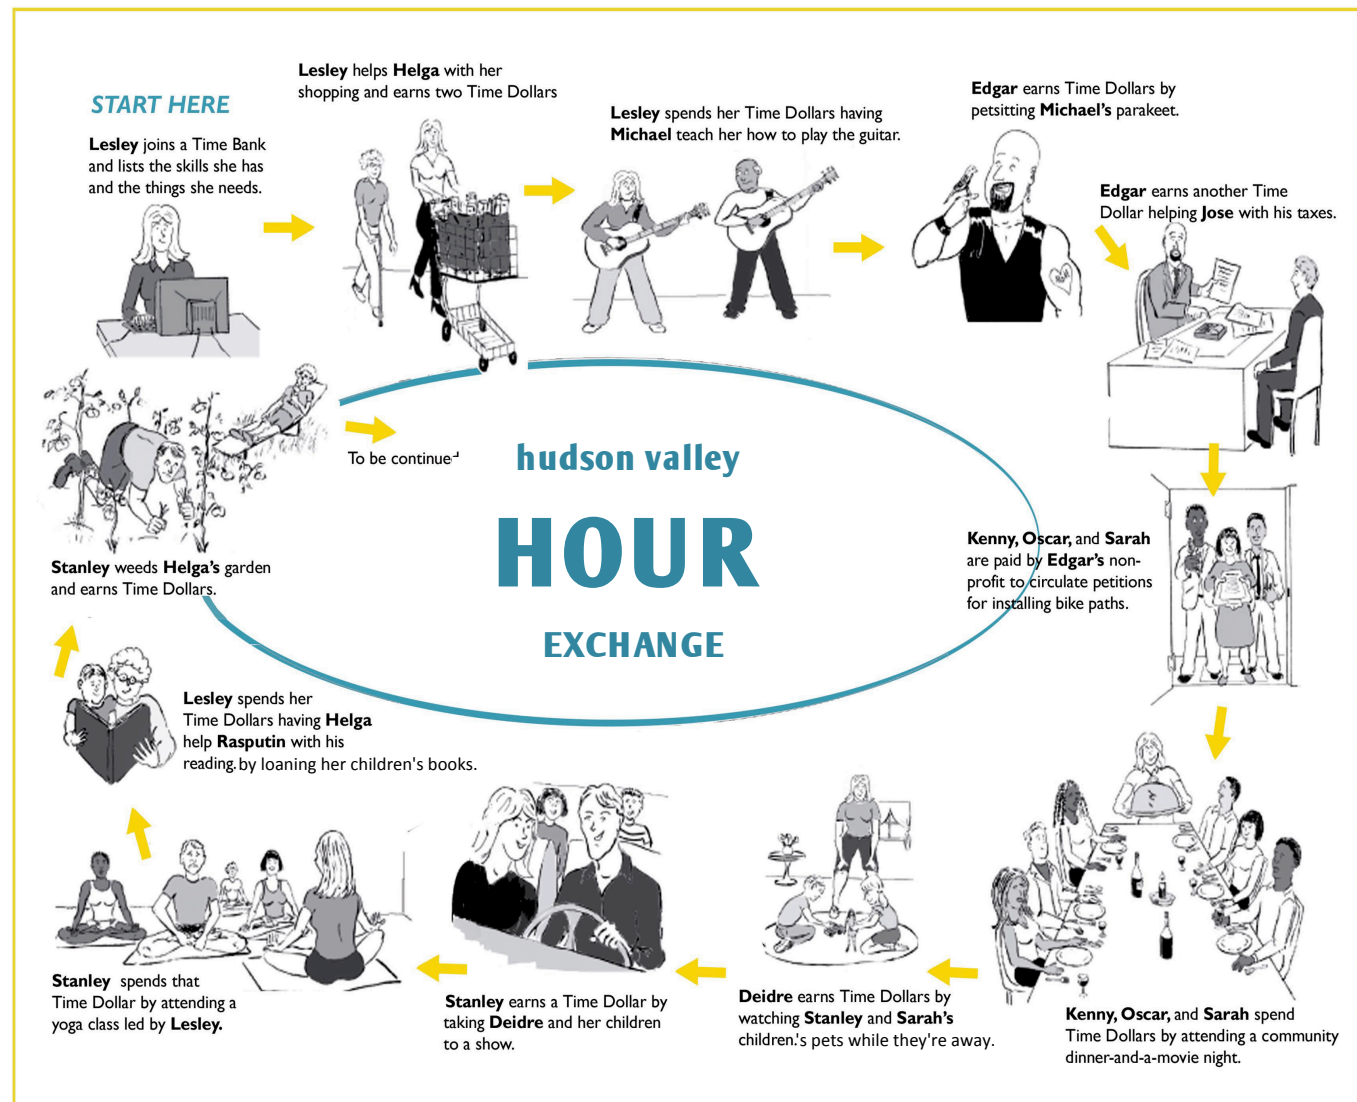 START HERE
Lesley joins a Time Bank
and lists the skills she has
and the things she needs.
Lesley helps Helga with her
shopping and earns two Time Dollars
Lesley spends her Time Dollars having
Michael teach her how to play the guitar.
Edgar earns Time Dollars by
petsitting Michael's parakeet.
Edgar earns another Time
Dollar helping Jose with his taxes.
Kenny, Oscar, and Sarah
are paid by Edgar's non-
profit to circulate petitions
for installing bike paths.
Kenny, Oscar, and Sarah spend
Time Dollars by attending a community
dinner-and-a-movie night.
Deidre earns Time Dollars by
watching Stanley and Sarah's
children.'s pets while they're away.
Stanley earns a Time Dollar by
taking Deidre and her children
to a show.
Stanley spends that
Time Dollar by attending a
yoga class led by Lesley.
Lesley spends her
Time Dollars having Helga
help Rasputin with his
reading. by loaning her children's books.
Stanley weeds Helga's garden
and earns Time Dollars.
To be continue
hudson valley
HOUR
EXCHANGE